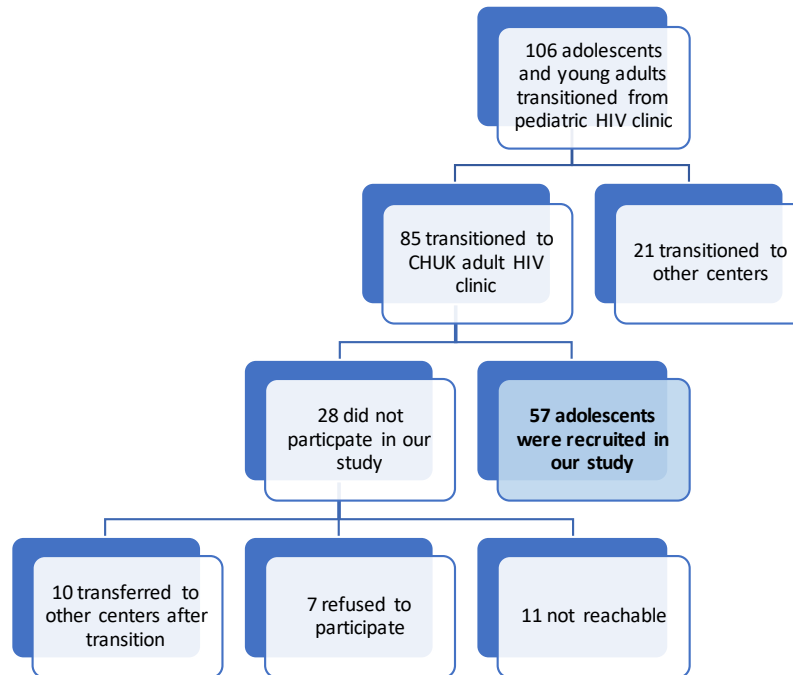 106 adolescents
and young adults
transitioned from
pediatric HIV clinic
85 transitioned to
CHUK adult HIV
clinic
21 transitioned to
other centers
28 did not
particpate in our
study
57 adolescents
were recruited in
our study
10 transferred to
other centers after
transition
7 refused to
participate
11 not reachable